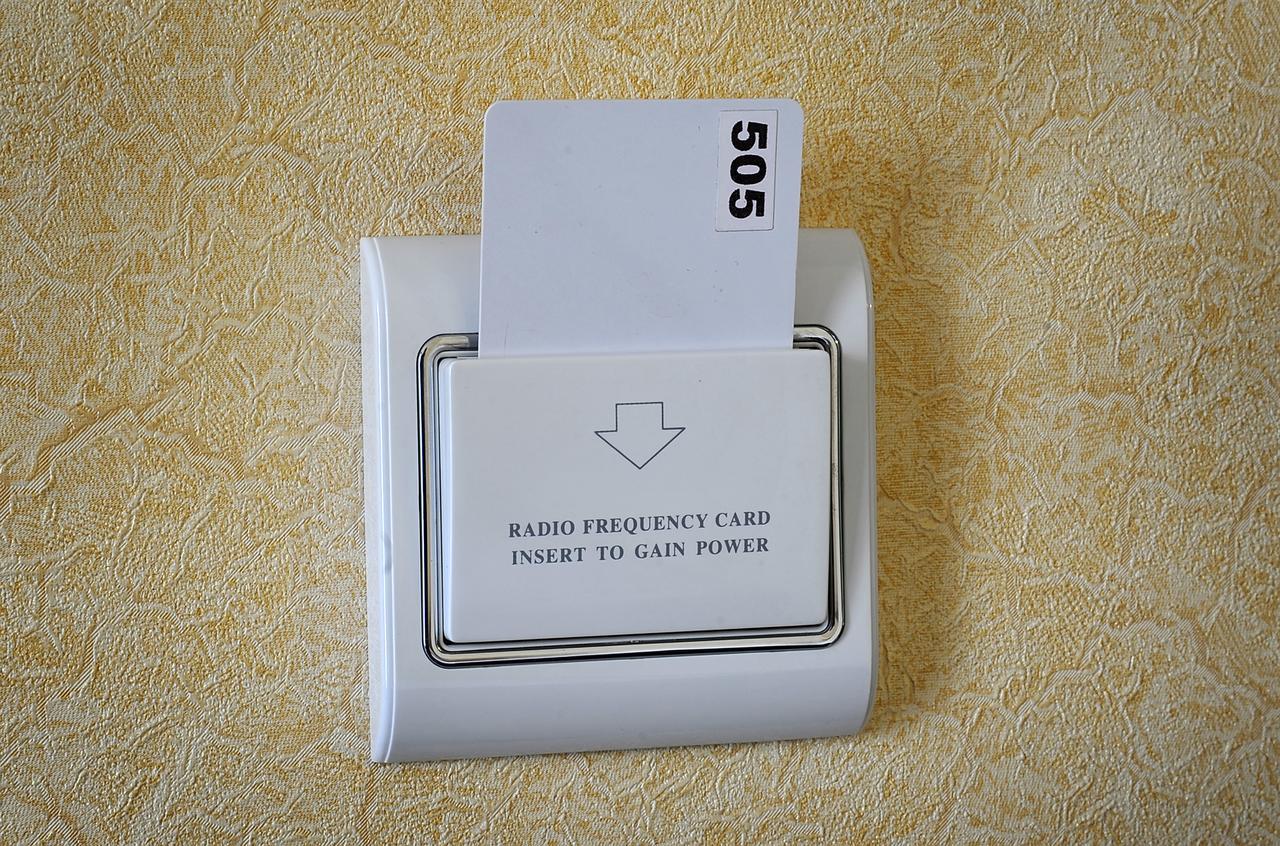 505
RADIO FREQUENCY CARD
INSERT TO GAIN POWER